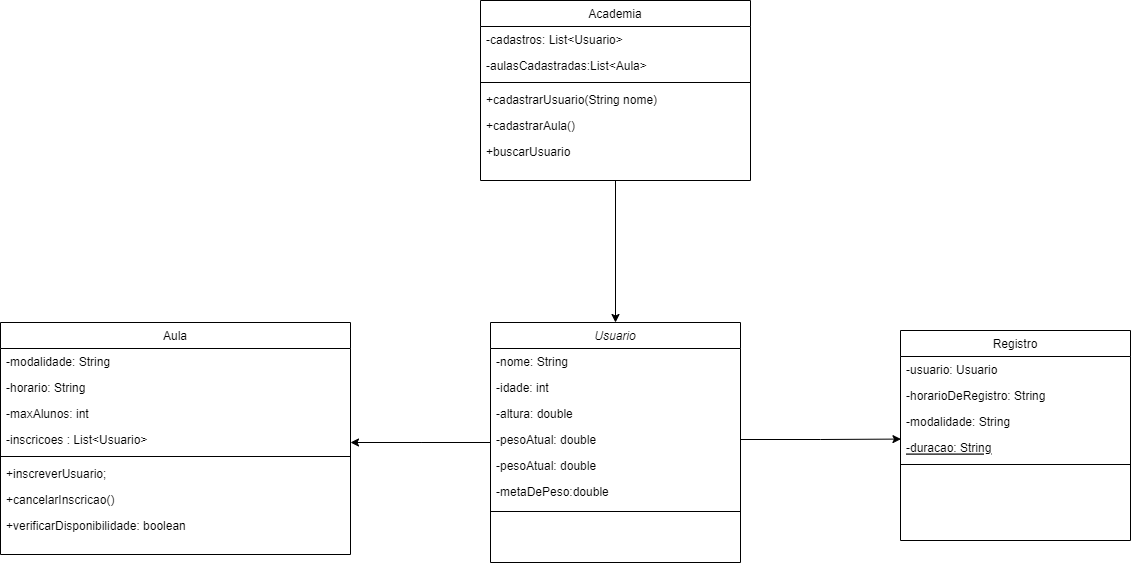 Academia
-cadastros: List<Usuario>
-aulasCadastradas:List<Aula>
+cadastrarUsuario(String nome)
+cadastrarAula()
+buscarUsuario
Aula
-modalidade: String
-horario: String
-maxAlunos: int
-inscricoes : List<Usuario>
+inscreverUsuario;
+cancelarInscricao()
+verificarDisponibilidade: boolean
Usuario
-nome: String
-idade: int
-altura: double
-pesoAtual: double
-pesoAtual: double
-metaDePeso:double
Registro
-usuario: Usuario
-horarioDeRegistro: String
-modalidade: String
-duracao: String